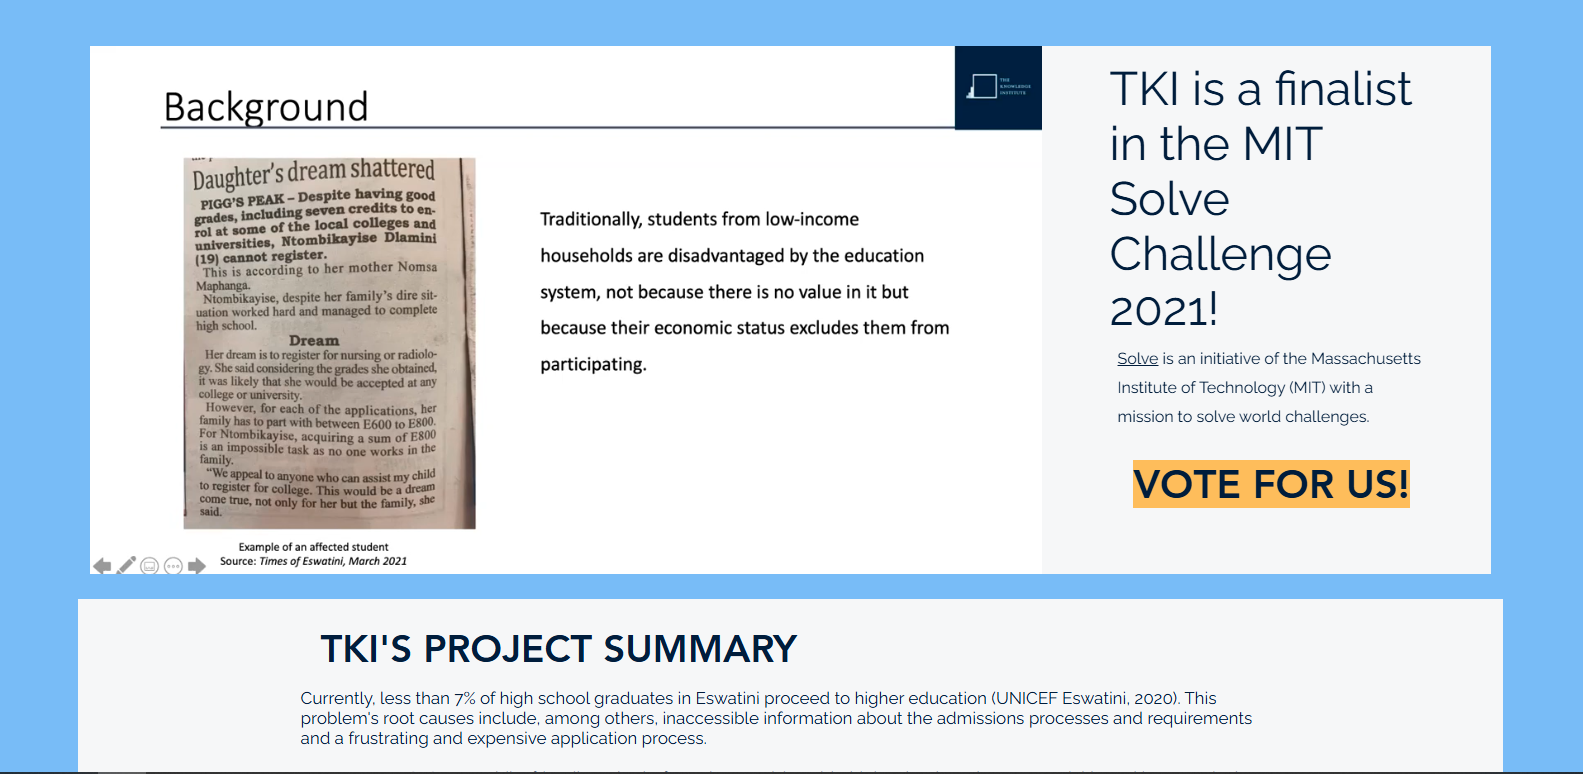 Background
THE
KNOWLEDGE
INSTITUTE
Daughter's dream shattered
PIGG'S PEAK – Despite having good
grades, including seven credits to en-
rol at some of the local colleges and
universities, Ntombikayise Dlamini
(19) cannot register.
This is according to her mother Nomsa
Maphanga.
Ntombikayise, despite her family's dire sit-
uation worked hard and managed to complete
high school.
Dream
Her dream is to register for nursing or radiolo-
gy. She said considering the grades she obtained,
it was likely that she would be accepted at any
college or university.
However, for each of the applications, her
family has to part with between E600 to E800.
For Ntombikayise, acquiring a sum of E800
is an impossible task as no one works in the
family.
"We appeal to anyone who can assist my child
to register for college. This would be a dream
come true, not only for her but the family, she
said.
Example of an affected student
Source: Times of Eswatini, March 2021
Traditionally, students from low-income
households are disadvantaged by the education
system, not because there is no value in it but
because their economic status excludes them from
participating.
TKI is a finalist
in the MIT
Solve
Challenge
2021!
Solve is an initiative of the Massachusetts
Institute of Technology (MIT) with a
mission to solve world challenges.
VOTE FOR US!
TKI'S PROJECT SUMMARY
Currently, less than 7% of high school graduates in Eswatini proceed to higher education (UNICEF Eswatini, 2020). This
problem's root causes include, among others, inaccessible information about the admissions processes and requirements
and a frustrating and expensive application process.